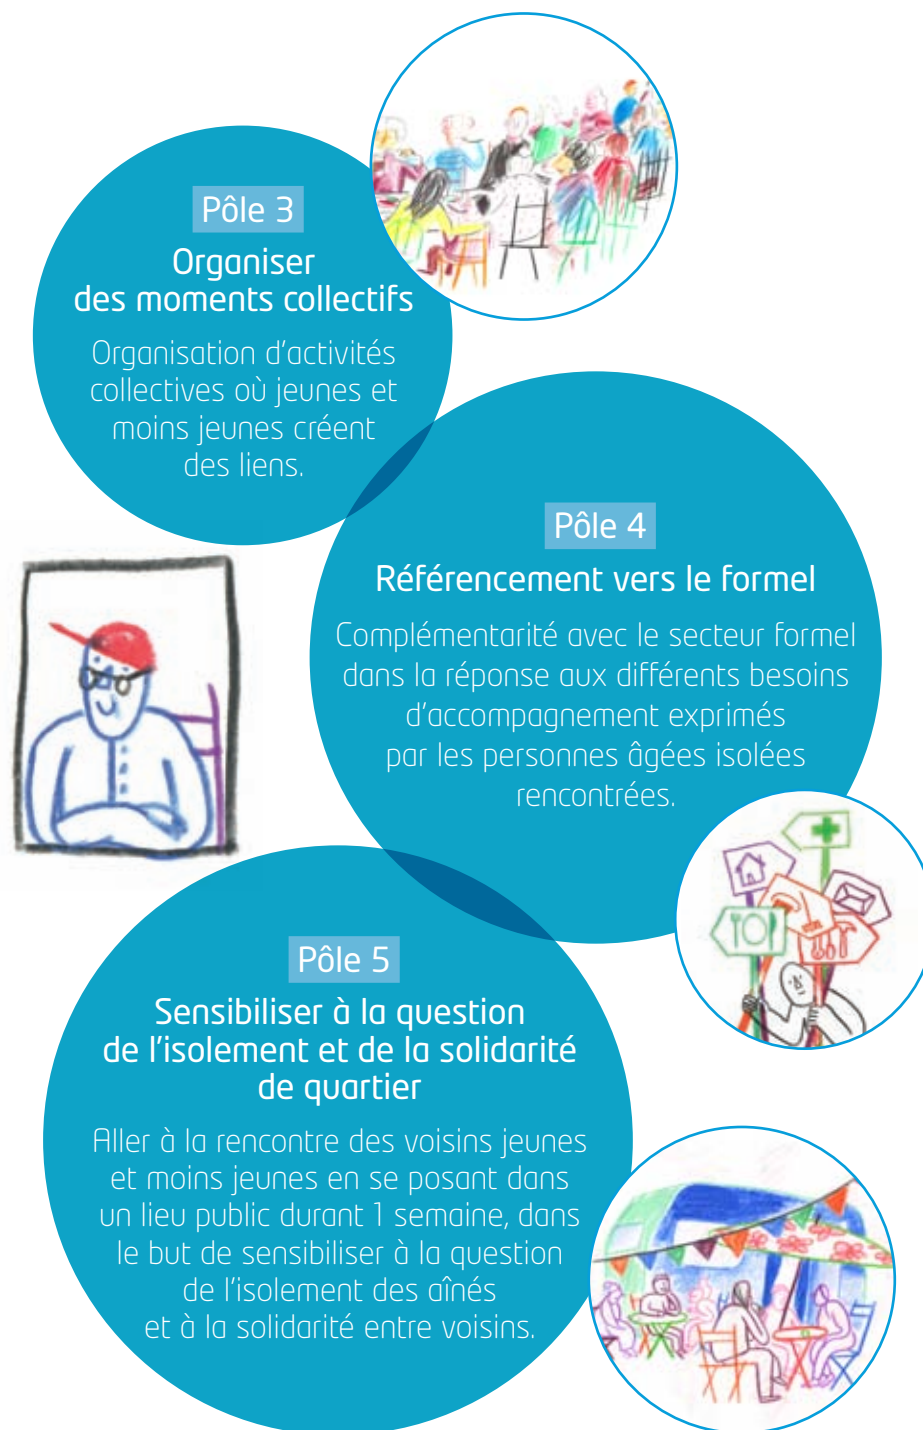 Pôle 3
Organiser
des moments collectifs
Organisation d'activités
collectives où jeunes et
moins jeunes créent
des liens.
Pôle 4
Référencement vers le formel
Complémentarité avec le secteur formel
dans la réponse aux différents besoins
d'accompagnement exprimés
par les personnes âgées isolées
rencontrées.
Pôle 5
Sensibiliser à la question
de l'isolement et de la solidarité
de quartier
Aller à la rencontre des voisins jeunes
et moins jeunes en se posant dans
un lieu public durant 1 semaine, dans
le but de sensibiliser à la question
de l'isolement des aînés
et à la solidarité entre voisins.